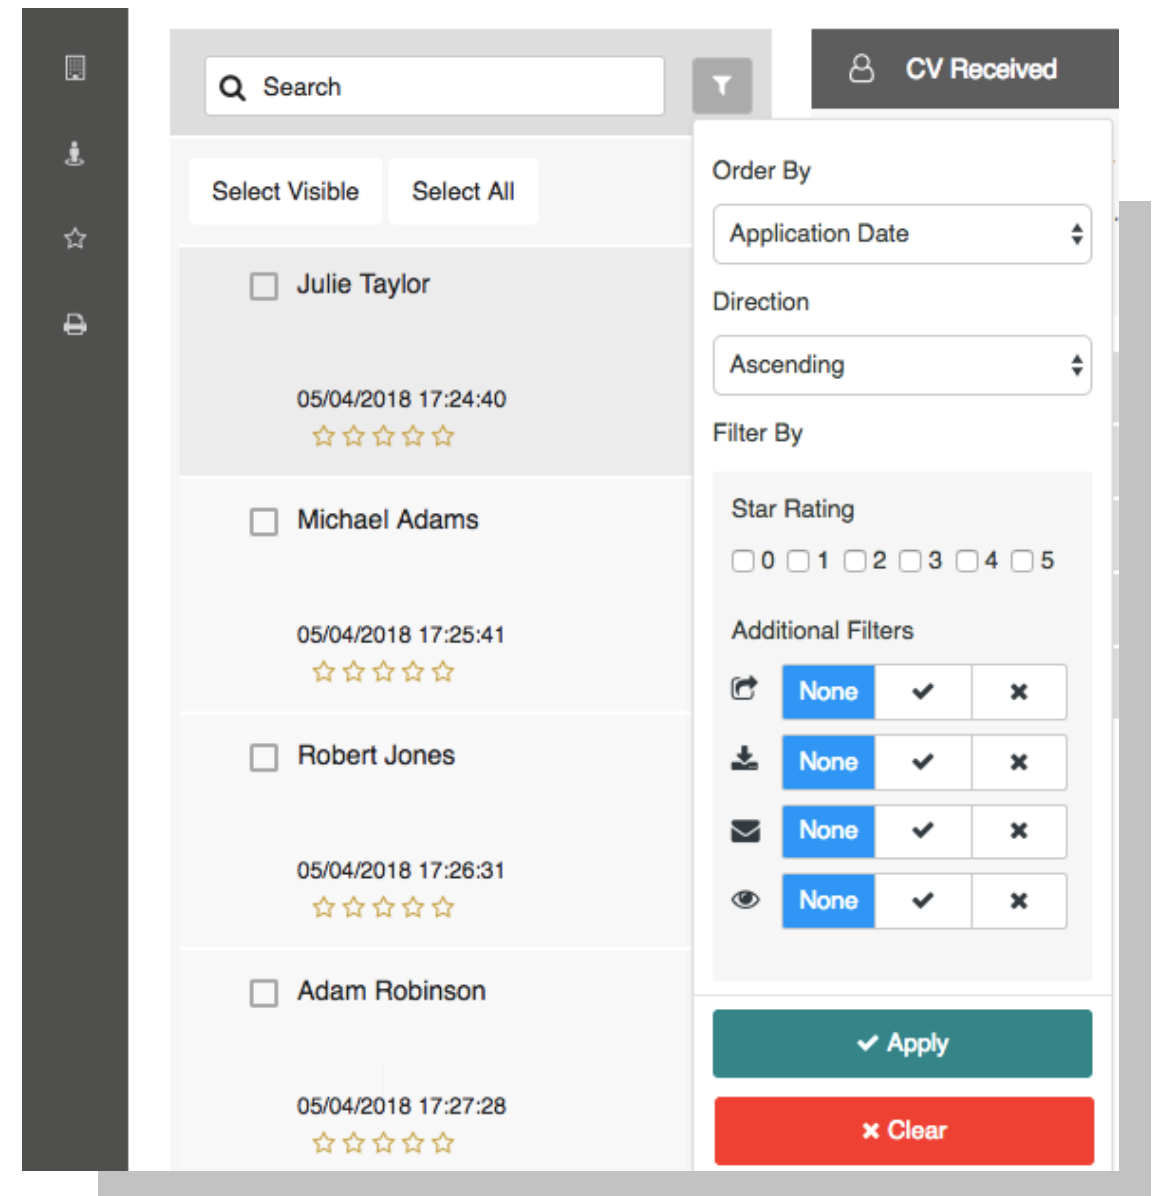 Search
CV Received
Select Visible
Select All
Julie Taylor
05/04/2018 17:24:40
Michael Adams
05/04/2018 17:25:41
Robert Jones
05/04/2018 17:26:31
Adam Robinson
05/04/2018 17:27:28
Order By
Application Date
Direction
Ascending
Filter By
Star Rating
0 1 2 3 4 5
Additional Filters
None
None
None
None
Apply
Clear